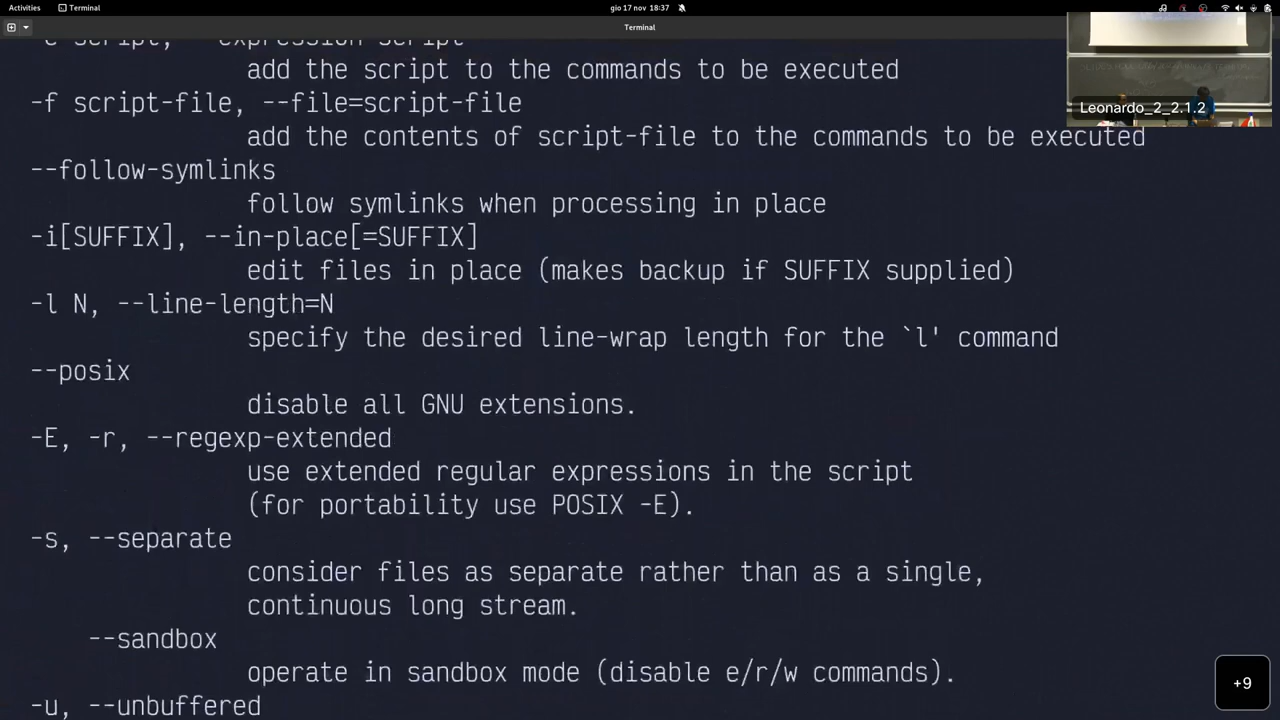 Activities
Terminal
gio 17 nov 18:37
Terminal
-e script, --expression=script
add the script to the commands to be executed
-f script-file, --file=script-file
add the contents of script-file to the commands to be executed
--follow-symlinks
follow symlinks when processing in place
-i[SUFFIX], --in-place[=SUFFIX]
edit files in place (makes backup if SUFFIX supplied)
-l N, --line-length=N
specify the desired line-wrap length for the `l' command
--posix
disable all GNU extensions.
-E, -r, --regexp-extended
use extended regular expressions in the script
(for portability use POSIX -E).
-s, --separate
consider files as separate rather than as a single,
continuous long stream.
--sandbox
operate in sandbox mode (disable e/r/w commands).
-u, --unbuffered
Leonardo_2_2.1.2
+9